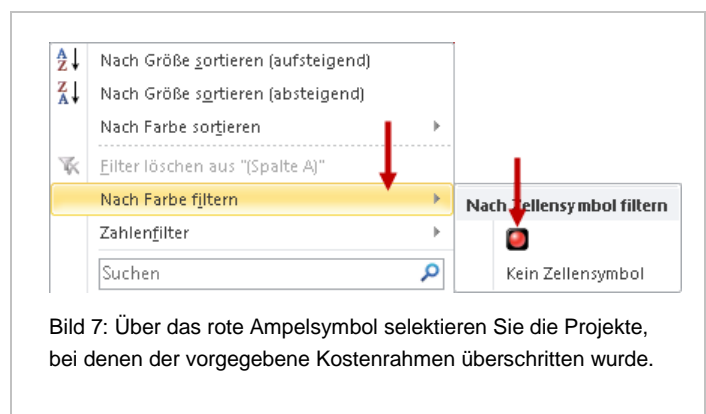 Nach Größe sortieren (aufsteigend)
Nach Größe sortieren (absteigend)
Nach Farbe sortieren
Filter löschen aus "(Spalte A)"
Nach Farbe filtern
Zahlenfilter
Suchen
Nach Zellensymbol filtern
Kein Zellensymbol
Bild 7: Über das rote Ampelsymbol selektieren Sie die Projekte,
bei denen der vorgegebene Kostenrahmen überschritten wurde.